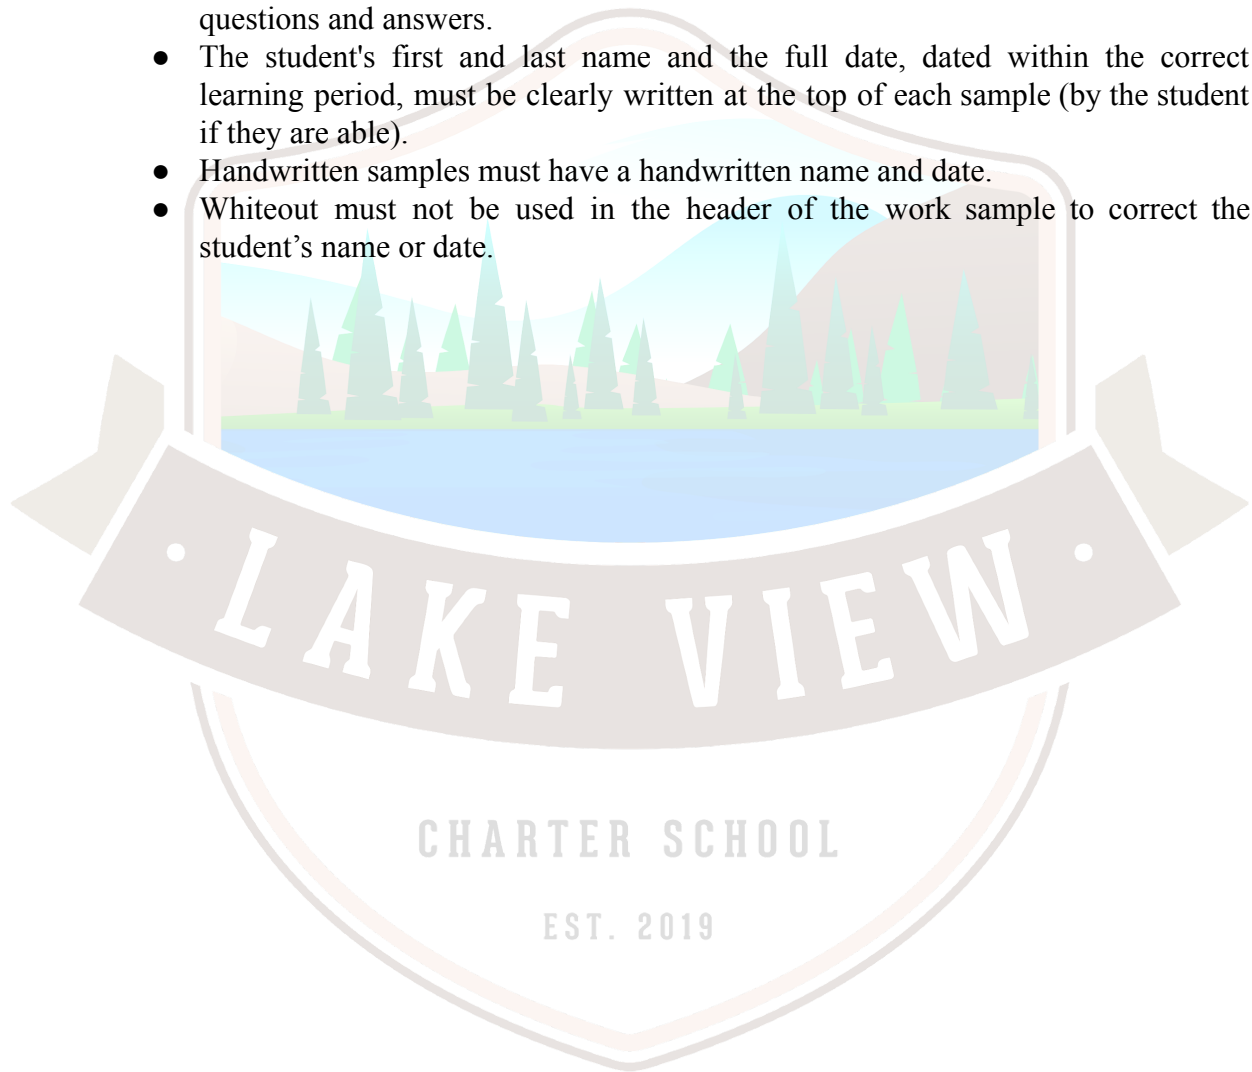 questions and answers.
● The student's first and last name and the full date, dated within the correct
learning period, must be clearly written at the top of each sample (by the student
if they are able).
● Handwritten samples must have a handwritten name and date.
● Whiteout must not be used in the header of the work sample to correct the
student’s name or date.
LAKE VIEW
CHARTER SCHOOL
EST. 2019